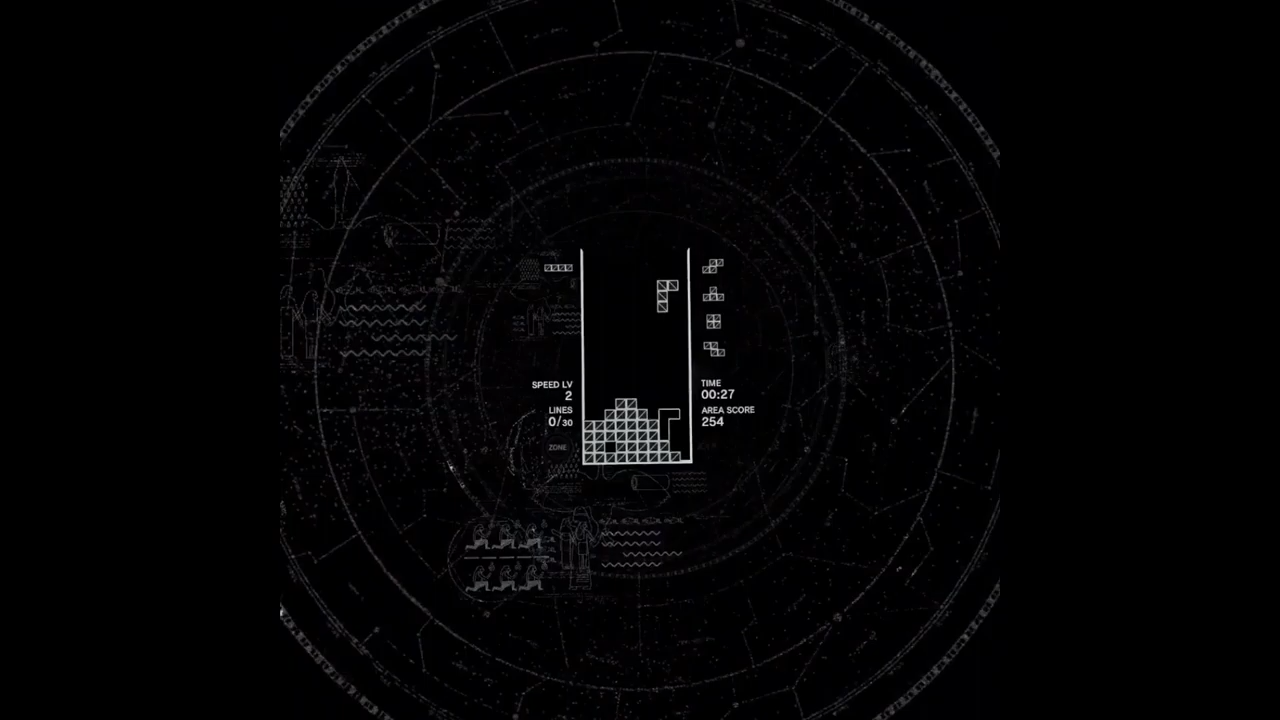 SPEED LV
2
LINES
0/30
ZONE
TIME
00:27
AREA SCORE
254